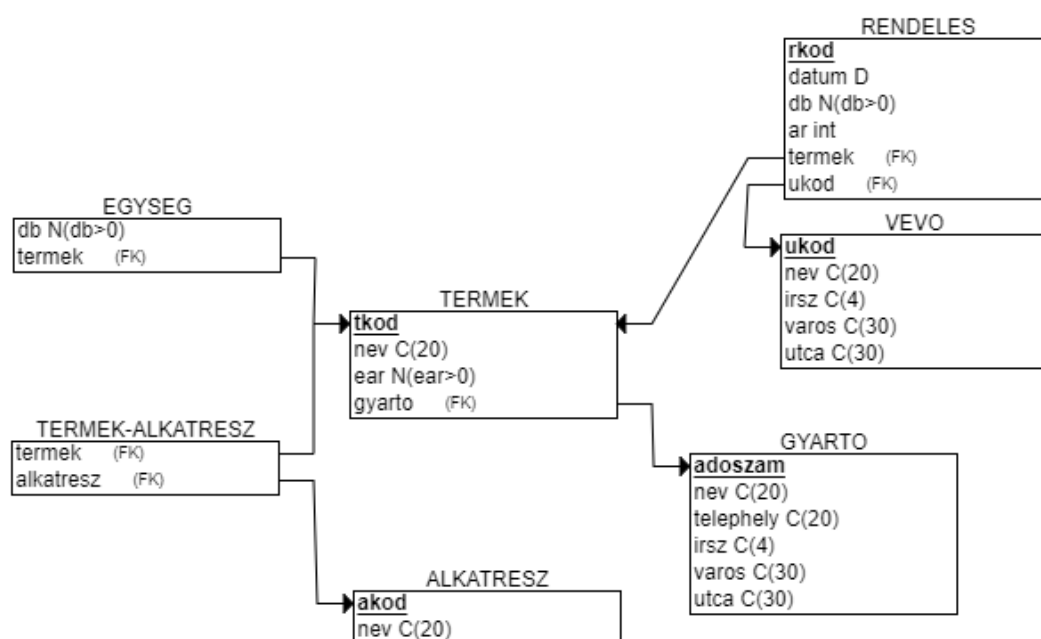 RENDELES
rkod
datum D
db N(db>0)
ar int
termek (FK)
ukod (FK)
EGYSEG
db N(db>0)
termek (FK)
VEVO
ukod
nev C(20)
irsz C(4)
varos C(30)
utca C(30)
TERMEK
tkod
nev C(20)
ear N(ear>0)
gyarto (FK)
TERMEK-ALKATRESZ
termek (FK)
alkatresz (FK)
GYARTO
adoszam
nev C(20)
telephely C(20)
irsz C(4)
varos C(30)
utca C(30)
ALKATRESZ
akod
nev C(20)